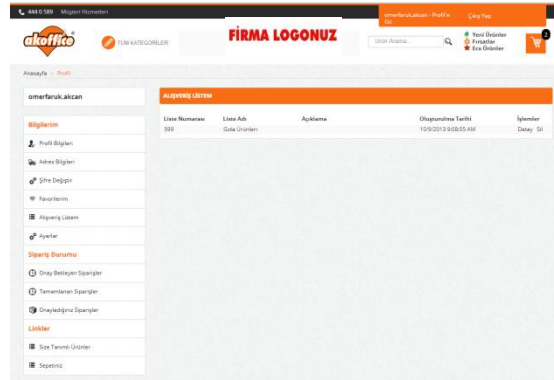 444 0 589 Müşteri Hizmetleri
omerfaruk.akcan - Profil'e Git
Çıkış Yap
akoffice
TÜM KATEGORİLER
FİRMA LOGONUZ
Ürün Arama..
Yeni Ürünler
Fırsatlar
Eco Ürünler
2
Anasayfa - Profil
omerfaruk.akcan
Bilgilerim
Profil Bilgileri
Adres Bilgileri
Şifre Değiştir
Favorilerim
Alışveriş Listem
Ayarlar
Sipariş Durumu
Onay Bekleyen Siparişler
Tamamlanan Siparişler
Onayladığınız Siparişler
Linkler
Size Tanımlı Ürünler
Sepetiniz
ALIŞVERİŞ LİSTEM
Liste Numarası Liste Adı Açıklama Oluşturulma Tarihi İşlemler
599 Gıda Ürünleri 10/9/2013 9:08:55 AM Detay Sil